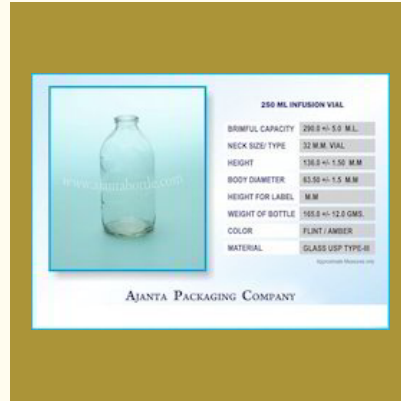 250 ML INFUSION VIAL
BRIMFUL CAPACITY 290.0 +/- 5.0 M.L.
NECK SIZE/ TYPE 32 M.M. VIAL
HEIGHT 136.0 +/- 1.50 M.M
BODY DIAMETER 63.50 +/- 1.5 M.M
HEIGHT FOR LABEL M.M
WEIGHT OF BOTTLE 165.0 +/- 12.0 GMS.
COLOR FLINT / AMBER
MATERIAL GLASS USP TYPE-III
Approximate Measures only
www.ajantabottle.com
AJANTA PACKAGING COMPANY